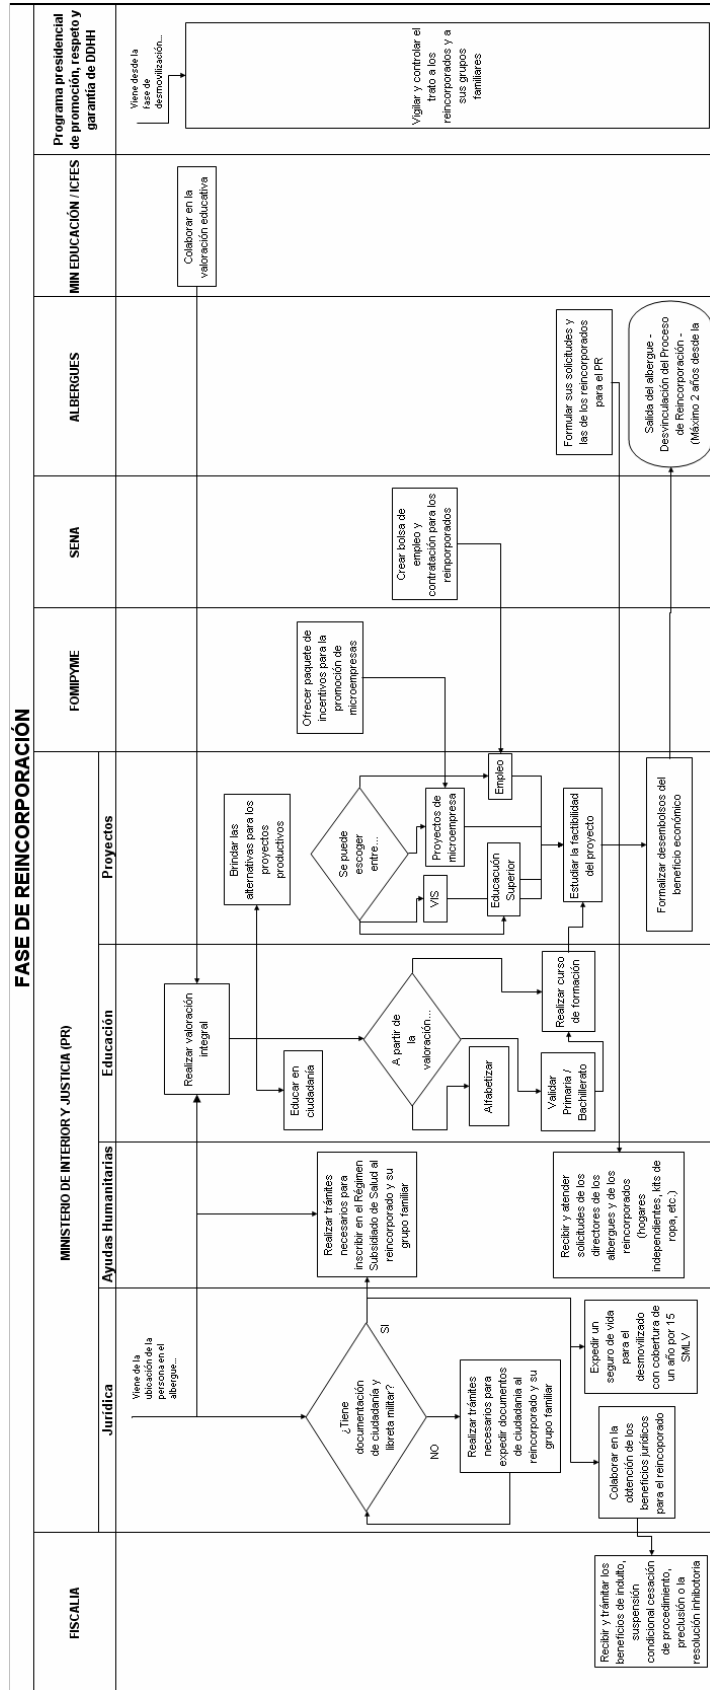 FASE DE REINCORPORACIÓN
FISCALIA
MINISTERIO DE INTERIOR Y JUSTICIA (PR)
Jurídica
Ayudas Humanitarias
Educación
Proyectos
FOMIPYME
SENA
ALBERGUES
MIN EDUCACIÓN / ICFES
Programa presidencial
de promoción, respeto y
garantía de DDHH
Viene de la
ubicación de la
persona en el
albergue...
Viene desde la
fase de
desmovilización...
Realizar valoración
integral
Colaborar en la
valoración educativa
Vigilar y controlar el
trato a los
reincorporados y a
sus grupos
familiares
Educar en
ciudadanía
Brindar las
alternativas para los
proyectos
productivos
¿Tiene
documentación
de ciudadanía y
libreta militar?
SI
NO
Realizar trámites
necesarios para
inscribir en el Régimen
Subsidiado de Salud al
reincorporado y su
grupo familiar
A partir de
la
valoración...
Se puede
escoger
entre...
Ofrecer paquete de
incentivos para la
promoción de
microempresas
Crear bolsa de
empleo y
contratación para los
reinporporados
Realizar trámites
necesarios para
expedir documentos
de ciudadanía al
reincorporado y su
grupo familiar
Alfabetizar
VIS
Proyectos de
microempresa
Empleo
Educacuón
Superior
Validar
Primaria /
Bachillerato
Realizar curso
de formación
Estudiar la factibilidad
del proyecto
Formular sus solicitudes y
las de los reincorporados
para el PR
Expedir un
seguro de vida
para el
desmovilizado
con cobertura de
un año por 15
SMLV
Recibir y atender
solicitudes de los
directores de los
albergues y de los
reincorporados
(hogares
independientes, kits de
ropa, etc.)
Colaborar en la
obtención de los
beneficios jurídicos
para el reincoporado
Recibir y trámitar los
beneficios de indulto,
suspensión
condicional cesación
de procedimiento,
preclusión o la
resolución inhibotoria
Formalizar desembolsos del
beneficio económico
Salida del albergue -
Desvinculación del Proceso
de Reincorporación -
(Máximo 2 años desde la